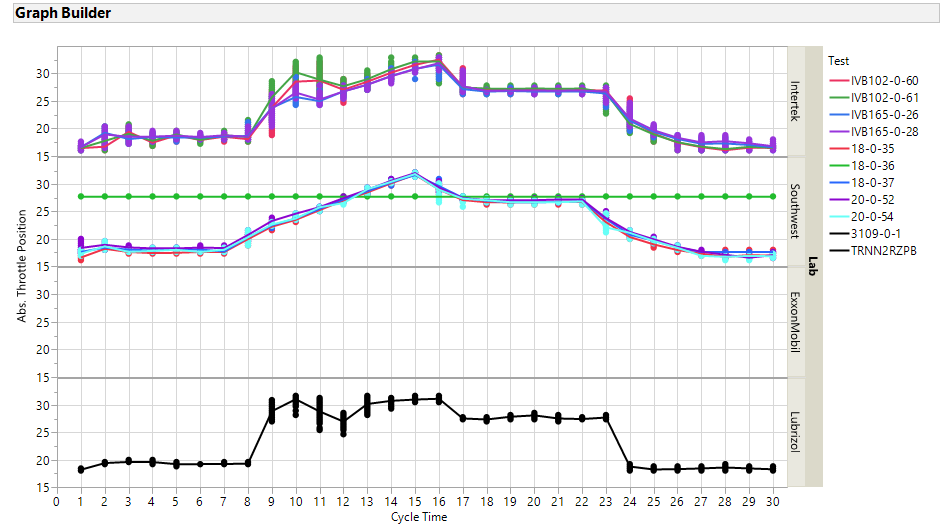 Graph Builder
Abs. Throttle Position
30
25
20
15
30
25
20
15
30
25
20
15
30
25
20
15
Intertek
Southwest
ExxonMobil
Lubrizol
Lab
0 1 2 3 4 5 6 7 8 9 10 11 12 13 14 15 16 17 18 19 20 21 22 23 24 25 26 27 28 29 30
Cycle Time
Test
IVB102-0-60
IVB102-0-61
IVB165-0-26
IVB165-0-28
18-0-35
18-0-36
18-0-37
20-0-52
20-0-54
3109-0-1
TRNN2RZPB